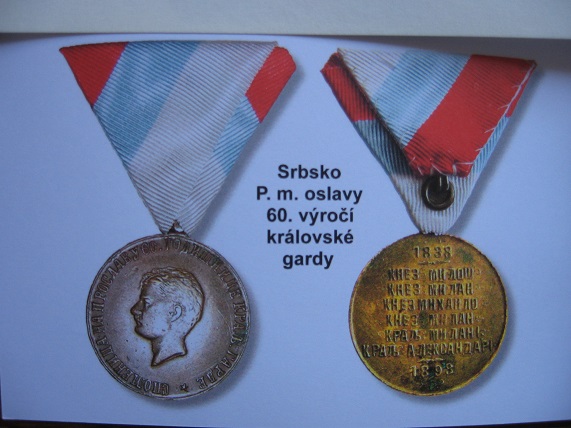 Srbsko
P. m. oslavy
60. výročí
královské
gardy
1838
КНЕЗ МИЛОШ
КНЕЗ МИЛАН
КНЕЗ МИХАИЛО
КНЕЗ МИЛАН
КРАЉ МИЛАН I
КРАЉ АЛЕКСАНДАР I
1898